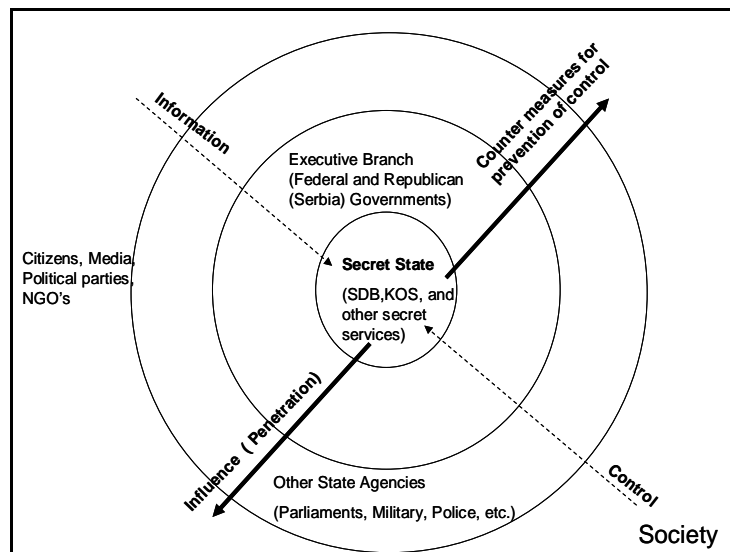 Information
Counter measures for
prevention of control
Executive Branch
(Federal and Republican
(Serbia) Governments)
Citizens, Media,
Political parties,
NGO's
Secret State
(SDB,KOS, and
other secret
services)
Influence ( Penetration)
Other State Agencies
(Parliaments, Military, Police, etc.)
Control
Society